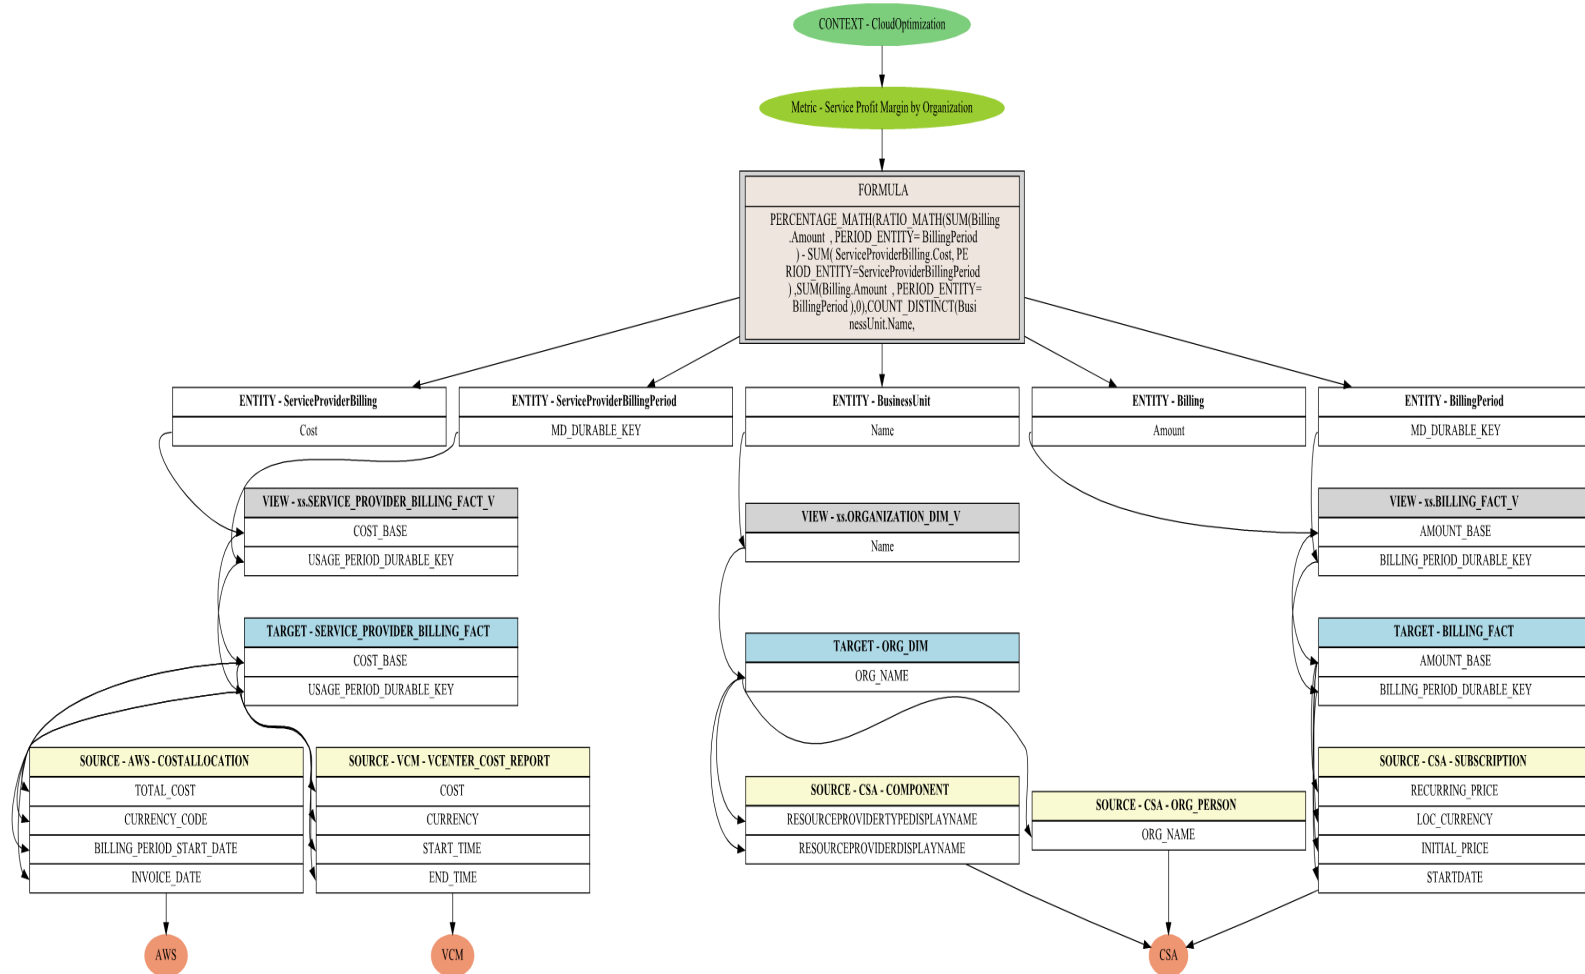 CONTEXT - CloudOptimization
Metric - Service Profit Margin by Organization
FORMULA
PERCENTAGE_MATH(RATIO_MATH(SUM(Billing
.Amount , PERIOD_ENTITY= BillingPeriod
) - SUM( ServiceProviderBilling.Cost, PE
RIOD_ENTITY=ServiceProviderBillingPeriod
) ,SUM(Billing.Amount , PERIOD_ENTITY=
BillingPeriod ),0),COUNT_DISTINCT(Busi
nessUnit.Name,
ENTITY - ServiceProviderBilling
Cost
ENTITY - ServiceProviderBillingPeriod
MD_DURABLE_KEY
ENTITY - BusinessUnit
Name
ENTITY - Billing
Amount
ENTITY - BillingPeriod
MD_DURABLE_KEY
VIEW - xs.SERVICE_PROVIDER_BILLING_FACT_V
COST_BASE
USAGE_PERIOD_DURABLE_KEY
VIEW - xs.ORGANIZATION_DIM_V
Name
VIEW - xs.BILLING_FACT_V
AMOUNT_BASE
BILLING_PERIOD_DURABLE_KEY
TARGET - SERVICE_PROVIDER_BILLING_FACT
COST_BASE
USAGE_PERIOD_DURABLE_KEY
TARGET - ORG_DIM
ORG_NAME
TARGET - BILLING_FACT
AMOUNT_BASE
BILLING_PERIOD_DURABLE_KEY
SOURCE - AWS - COSTALLOCATION
TOTAL_COST
CURRENCY_CODE
BILLING_PERIOD_START_DATE
INVOICE_DATE
SOURCE - VCM - VCENTER_COST_REPORT
COST
CURRENCY
START_TIME
END_TIME
SOURCE - CSA - COMPONENT
RESOURCEPROVIDERTYPEDISPLAYNAME
RESOURCEPROVIDERDISPLAYNAME
SOURCE - CSA - ORG_PERSON
ORG_NAME
SOURCE - CSA - SUBSCRIPTION
RECURRING_PRICE
LOC_CURRENCY
INITIAL_PRICE
STARTDATE
AWS
VCM
CSA